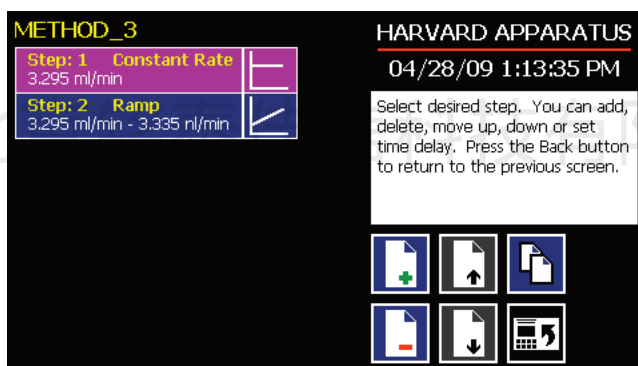 METHOD_3
Step: 1 Constant Rate
3.295 ml/min
Step: 2 Ramp
3.295 ml/min - 3.335 nl/min
HARVARD APPARATUS
04/28/09 1:13:35 PM
Select desired step. You can add,
delete, move up, down or set
time delay. Press the Back button
to return to the previous screen.